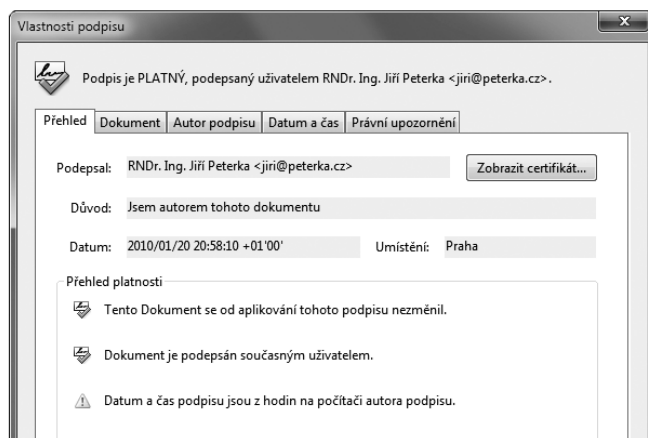 Vlastnosti podpisu
Podpis je PLATNÝ, podepsaný uživatelem RNDr. Ing. Jiří Peterka <jiri@peterka.cz>.
Přehled Dokument Autor podpisu Datum a čas Právní upozornění
Podepsal: RNDr. Ing. Jiří Peterka <jiri@peterka.cz> Zobrazit certifikát...
Důvod: Jsem autorem tohoto dokumentu
Datum: 2010/01/20 20:58:10 +01'00' Umístění: Praha
Přehled platnosti
Tento Dokument se od aplikování tohoto podpisu nezměnil.
Dokument je podepsán současným uživatelem.
Datum a čas podpisu jsou z hodin na počítači autora podpisu.